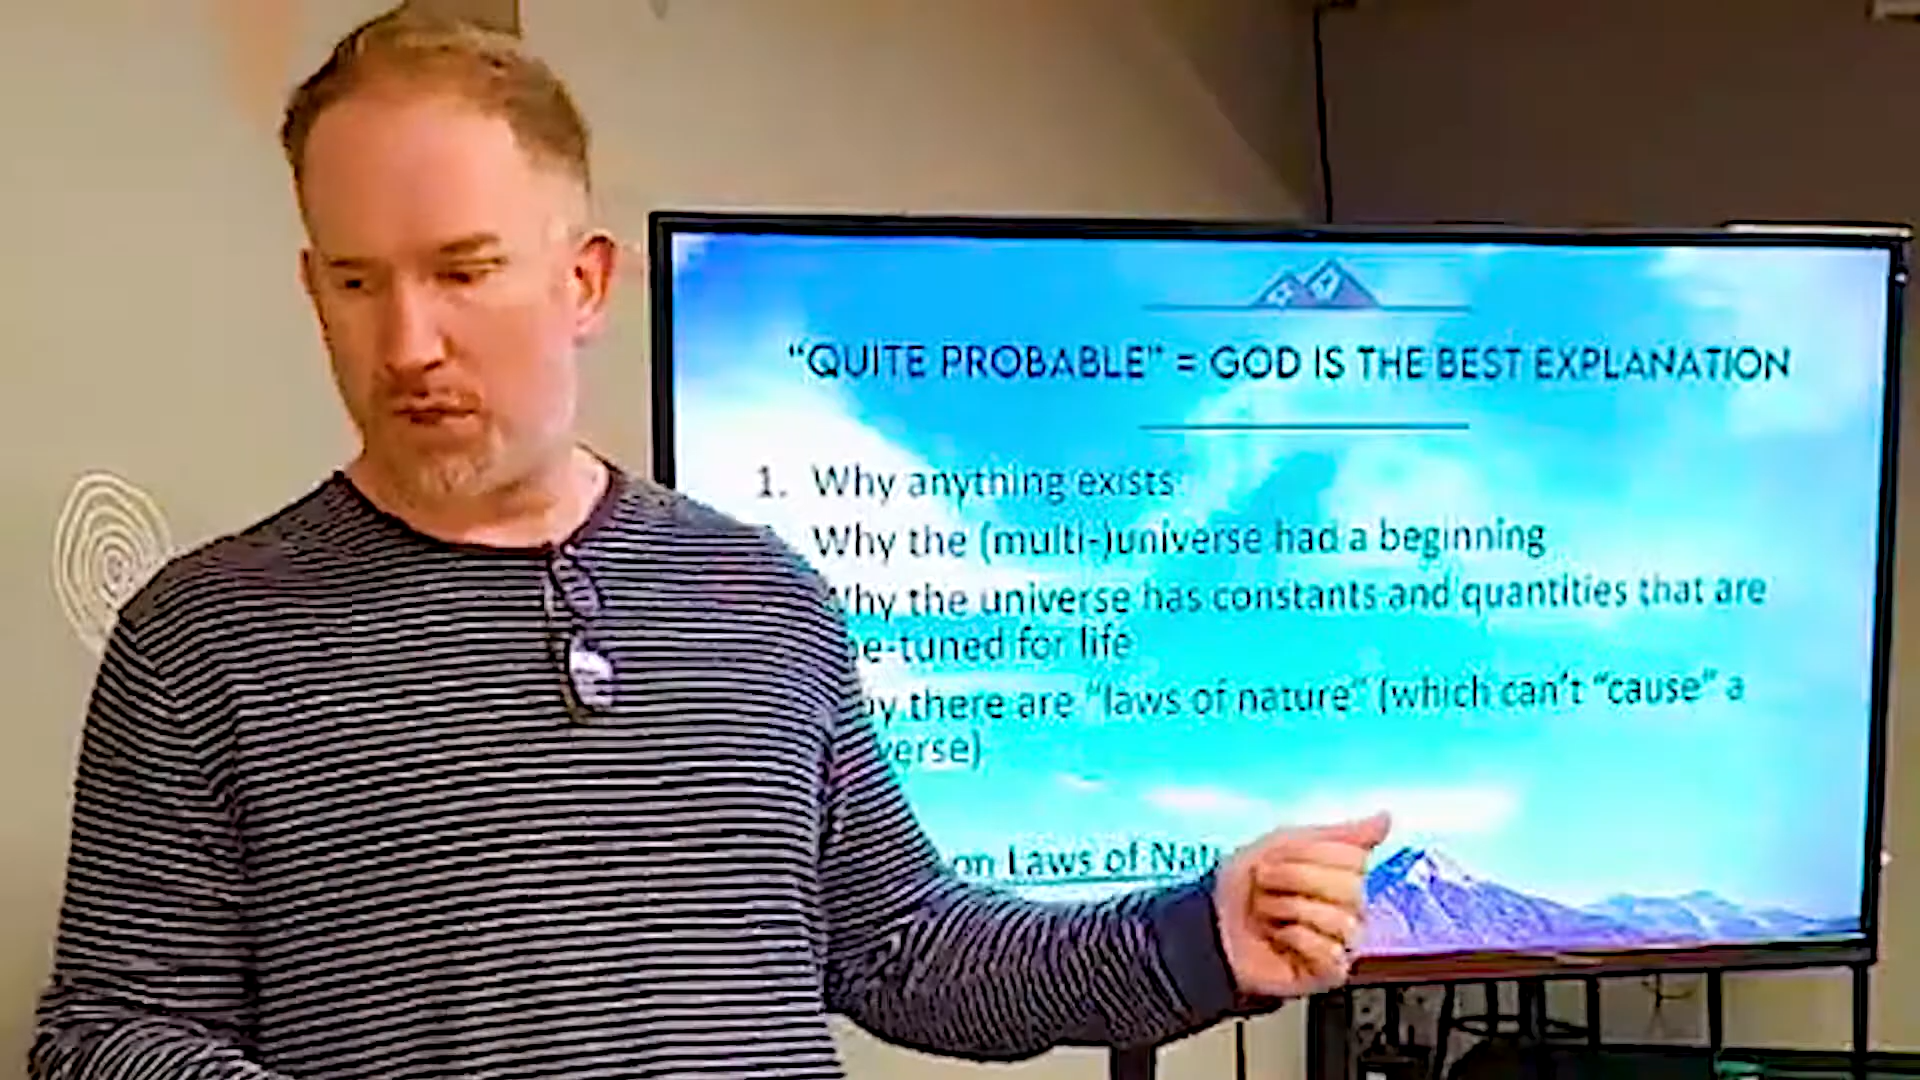 “QUITE PROBABLE” = GOD IS THE BEST EXPLANATION
1. Why anything exists
Why the (multi-)universe had a beginning
Why the universe has constants and quantities that are
e-tuned for life
y there are “laws of nature” (which can’t “cause” a
verse)
on Laws of Natu